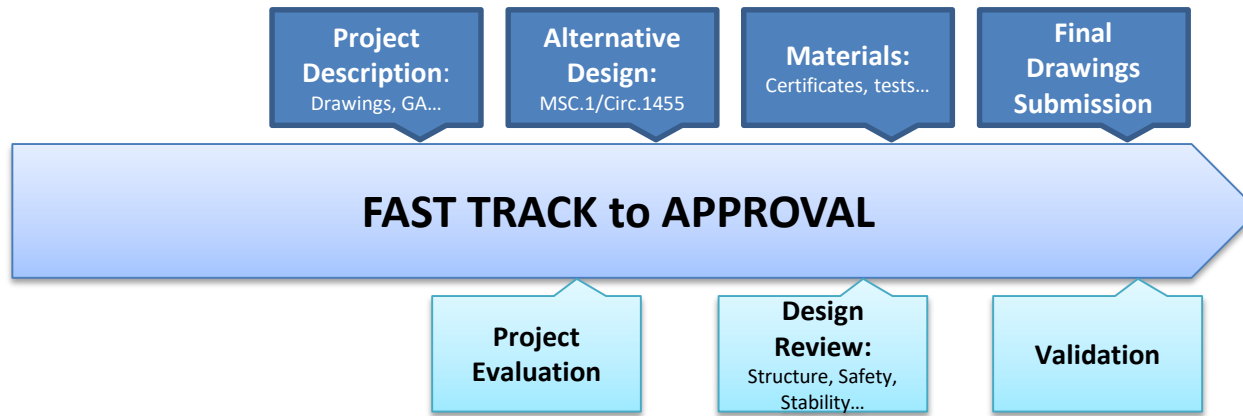 Project
Description:
Drawings, GA…
Alternative
Design:
MSC.1/Circ.1455
Materials:
Certificates, tests…
Final
Drawings
Submission
FAST TRACK to APPROVAL
Project
Evaluation
Design
Review:
Structure, Safety,
Stability…
Validation